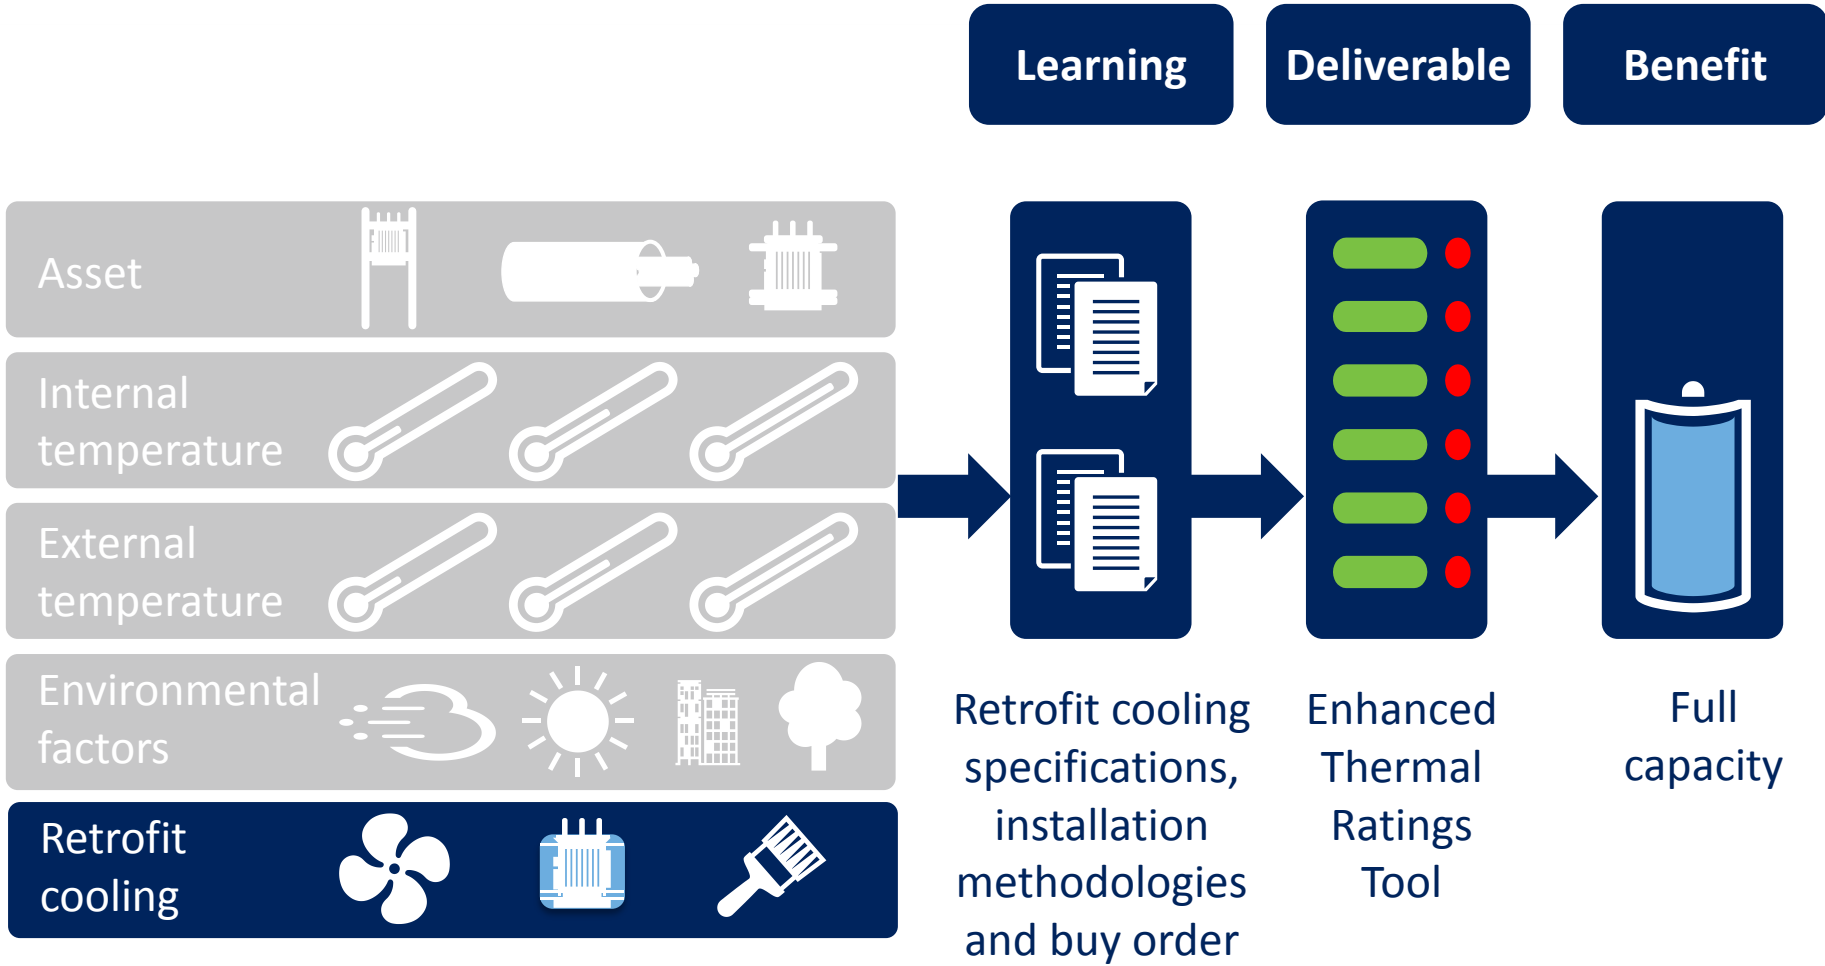 Learning
Deliverable
Benefit
Asset
Internal
temperature
External
temperature
Environmental
factors
Retrofit
cooling
Retrofit cooling
specifications,
installation
methodologies
and buy order
Enhanced
Thermal
Ratings
Tool
Full
capacity